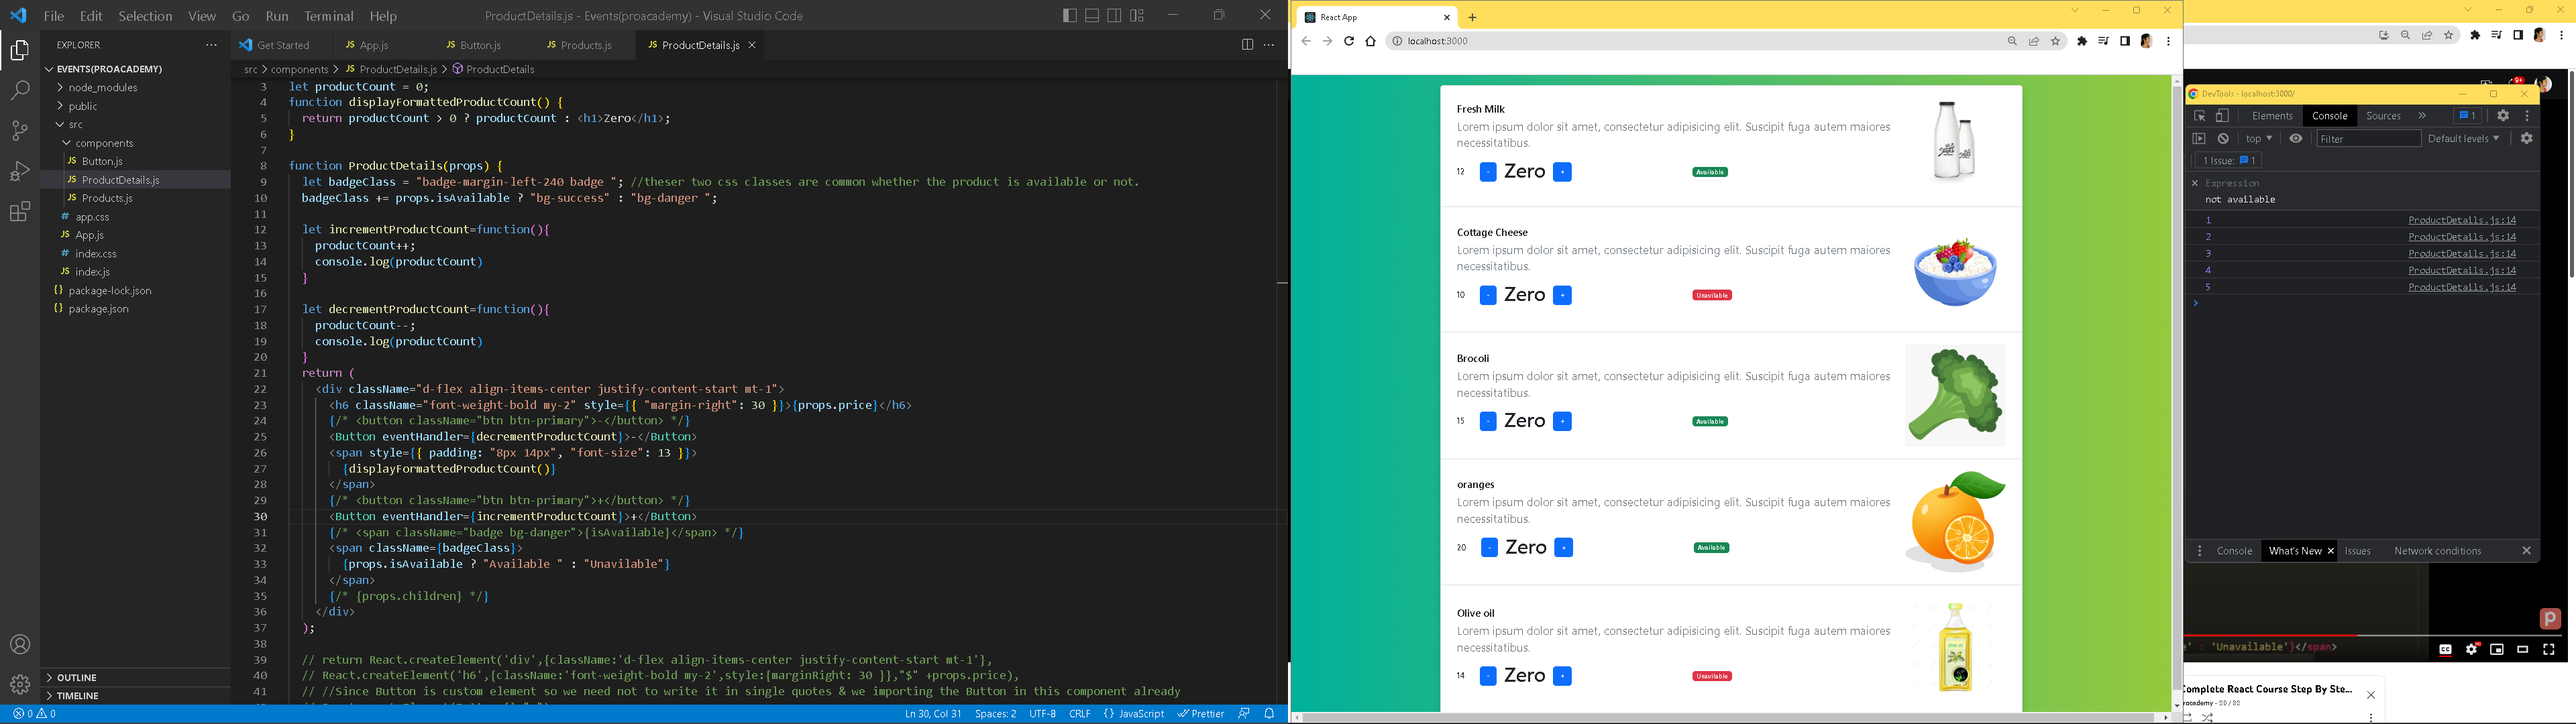 File Edit Selection View Go Run Terminal Help
ProductDetails.js - Events(proacademy) - Visual Studio Code
EXPLORER
EVENTS(PROACADEMY)
node_modules
public
src
components
Button.js
ProductDetails.js
Products.js
app.css
App.js
index.css
index.js
package-lock.json
package.json
OUTLINE
TIMELINE
Get Started App.js Button.js Products.js ProductDetails.js
src > components > ProductDetails.js > ProductDetails
3 let productCount = 0;
4 function displayFormattedProductCount() {
5 return productCount > 0 ? productCount : <h1>Zero</h1>;
6 }
7
8 function ProductDetails(props) {
9 let badgeClass = "badge-margin-left-240 badge "; //theser two css classes are common whether the product is available or not.
10 badgeClass += props.isAvailable ? "bg-success" : "bg-danger ";
11
12 let incrementProductCount=function(){
13 productCount++;
14 console.log(productCount)
15 }
16
17 let decrementProductCount=function(){
18 productCount--;
19 console.log(productCount)
20 }
21 return (
22 <div className="d-flex align-items-center justify-content-start mt-1">
23 <h6 className="font-weight-bold my-2" style={{ "margin-right": 30 }}>{props.price}</h6>
24 {/* <button className="btn btn-primary">-</button> */}
25 <Button eventHandler={decrementProductCount}>-</Button>
26 <span style={{ padding: "8px 14px", "font-size": 13 }}>
27 {displayFormattedProductCount()}
28 </span>
29 {/* <button className="btn btn-primary">+</button> */}
30 <Button eventHandler={incrementProductCount}>+</Button>
31 {/* <span className="badge bg-danger">{isAvailable}</span> */}
32 <span className={badgeClass}>
33 {props.isAvailable ? "Available " : "Unavilable"}
34 </span>
35 {/* {props.children} */}
36 </div>
37 );
38
39 // return React.createElement('div',{className:'d-flex align-items-center justify-content-start mt-1'},
40 // React.createElement('h6',{className:'font-weight-bold my-2',style:{marginRight: 30 }},"$" +props.price),
41 // //Since Button is custom element so we need not to write it in single quotes & we importing the Button in this component already
0 0
Ln 30, Col 31 Spaces: 2 UTF-8 CRLF {} JavaScript Prettier
React App
localhost:3000
Fresh Milk
Lorem ipsum dolor sit amet, consectetur adipisicing elit. Suscipit fuga autem maiores
necessitatibus.
12 - Zero + Available
Cottage Cheese
Lorem ipsum dolor sit amet, consectetur adipisicing elit. Suscipit fuga autem maiores
necessitatibus.
10 - Zero + Unavilable
Brocoli
Lorem ipsum dolor sit amet, consectetur adipisicing elit. Suscipit fuga autem maiores
necessitatibus.
15 - Zero + Available
oranges
Lorem ipsum dolor sit amet, consectetur adipisicing elit. Suscipit fuga autem maiores
necessitatibus.
20 - Zero + Available
Olive oil
Lorem ipsum dolor sit amet, consectetur adipisicing elit. Suscipit fuga autem maiores
necessitatibus.
14 - Zero + Unavilable
9+
DevTools - localhost:3000/
Elements Console Sources 1
top Filter Default levels
1 Issue: 1
Expression
not available
1 ProductDetails.js:14
2 ProductDetails.js:14
3 ProductDetails.js:14
4 ProductDetails.js:14
5 ProductDetails.js:14
Console What's New Issues Network conditions
' : 'Unavailable'}</span>
Complete React Course Step By Ste...
20 / 82